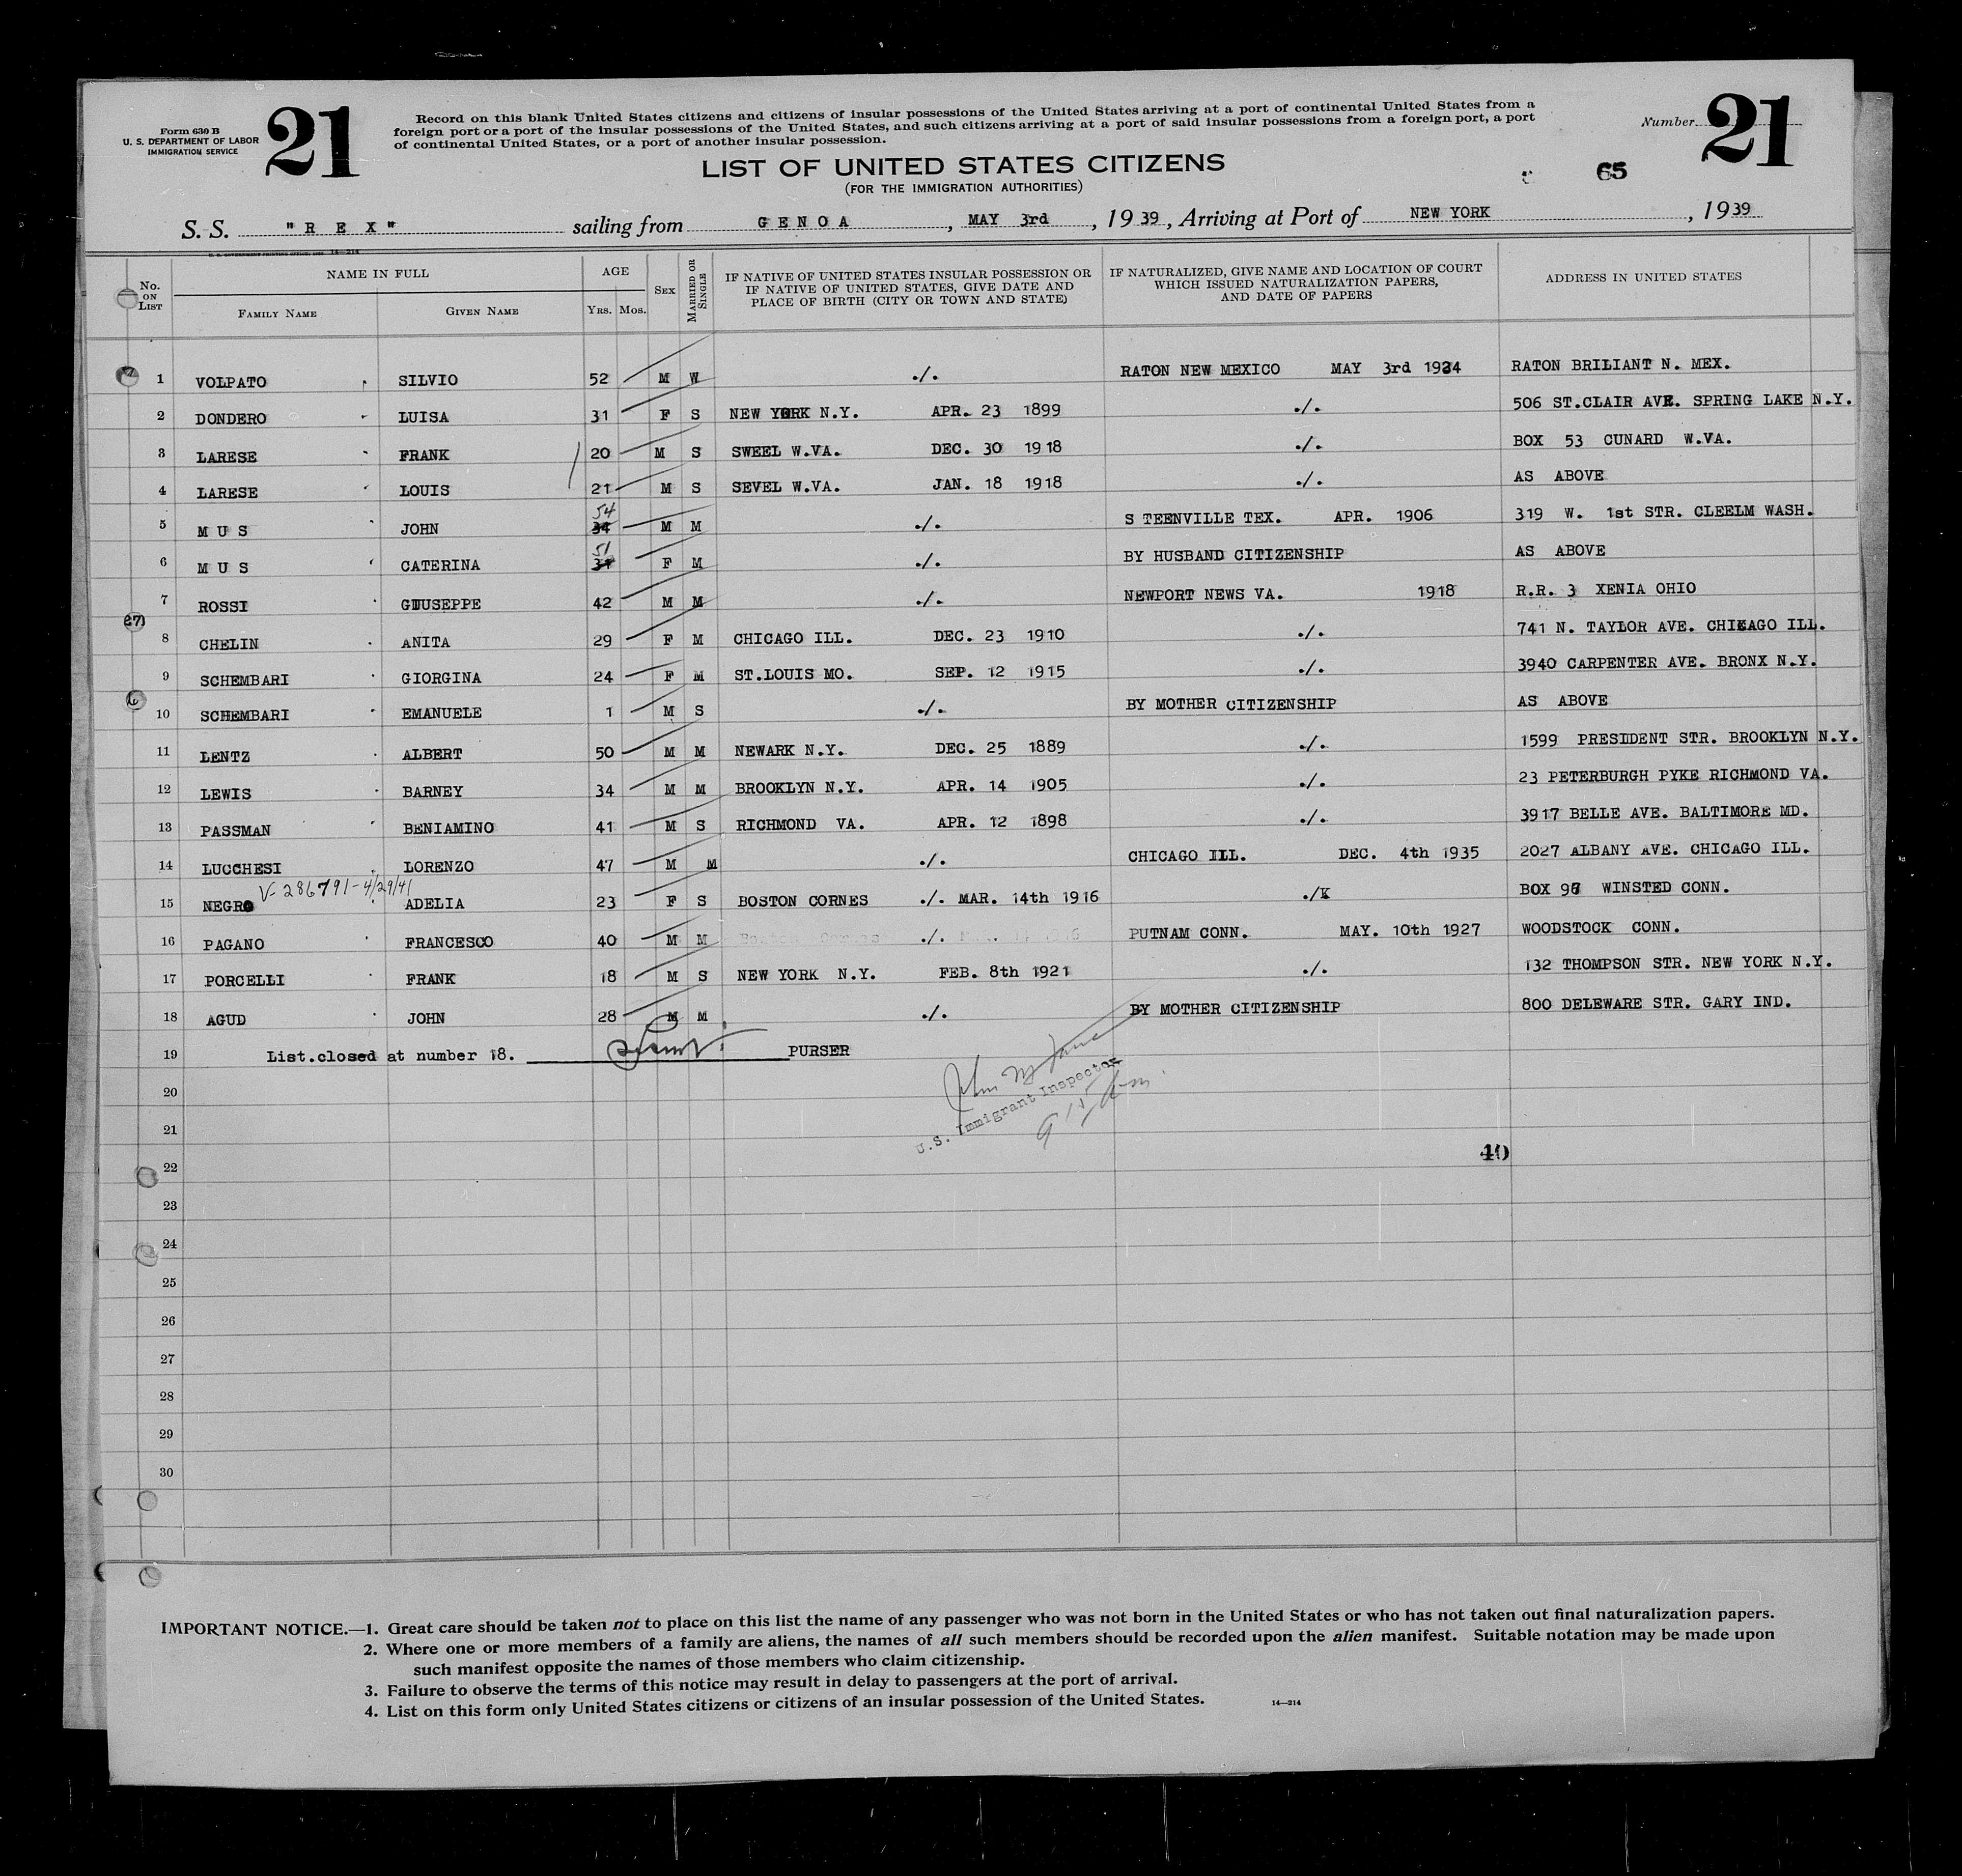 Form 630 B
U. S. DEPARTMENT OF LABOR
IMMIGRATION SERVICE
21
Record on this blank United States citizens and citizens of insular possessions of the United States arriving at a port of continental United States from a
foreign port or a port of the insular possessions of the United States, and such citizens arriving at a port of said insular possessions from a foreign port, a port
of continental United States, or a port of another insular possession.
Number 21
LIST OF UNITED STATES CITIZENS
(FOR THE IMMIGRATION AUTHORITIES)
65
S. S. "R E X" sailing from GENOA, MAY 3rd, 1939, Arriving at Port of NEW YORK, 1939
No. ON LIST
NAME IN FULL
FAMILY NAME
GIVEN NAME
AGE
YRS. MOS.
SEX
MARRIED OR SINGLE
IF NATIVE OF UNITED STATES INSULAR POSSESSION OR
IF NATIVE OF UNITED STATES, GIVE DATE AND
PLACE OF BIRTH (CITY OR TOWN AND STATE)
IF NATURALIZED, GIVE NAME AND LOCATION OF COURT
WHICH ISSUED NATURALIZATION PAPERS,
AND DATE OF PAPERS
ADDRESS IN UNITED STATES
1 VOLPATO SILVIO 52 M W ./. RATON NEW MEXICO MAY 3rd 1934 RATON BRILIANT N. MEX.
2 DONDERO LUISA 31 F S NEW YORK N.Y. APR. 23 1899 ./. 506 ST.CLAIR AVE. SPRING LAKE N.Y.
3 LARESE FRANK 20 M S SWEEL W.VA. DEC. 30 1918 ./. BOX 53 CUNARD W.VA.
4 LARESE LOUIS 21 M S SEVEL W.VA. JAN. 18 1918 ./. AS ABOVE
5 M U S JOHN 34 54 M M ./. S TEENVILLE TEX. APR. 1906 319 W. 1st STR. CLEELM WASH.
6 M U S CATERINA 31 51 F M ./. BY HUSBAND CITIZENSHIP AS ABOVE
7 ROSSI GIUSEPPE 42 M M ./. NEWPORT NEWS VA. 1918 R.R. 3 XENIA OHIO
(27)
8 CHELIN ANITA 29 F M CHICAGO ILL. DEC. 23 1910 ./. 741 N. TAYLOR AVE. CHICAGO ILL.
9 SCHEMBARI GIORGINA 24 F M ST.LOUIS MO. SEP. 12 1915 ./. 3940 CARPENTER AVE. BRONX N.Y.
10 SCHEMBARI EMANUELE 1 M S ./. BY MOTHER CITIZENSHIP AS ABOVE
11 LENTZ ALBERT 50 M M NEWARK N.Y. DEC. 25 1889 ./. 1599 PRESIDENT STR. BROOKLYN N.Y.
12 LEWIS BARNEY 34 M M BROOKLYN N.Y. APR. 14 1905 ./. 23 PETERBURGH PYKE RICHMOND VA.
13 PASSMAN BENIAMINO 41 M S RICHMOND VA. APR. 12 1898 ./. 3917 BELLE AVE. BALTIMORE MD.
14 LUCCHESI LORENZO 47 M M ./. CHICAGO ILL. DEC. 4th 1935 2027 ALBANY AVE. CHICAGO ILL.
V-286791-4/29/41
15 NEGRO ADELIA 23 F S BOSTON CORNES ./. MAR. 14th 1916 ./. BOX WINSTED CONN.
16 PAGANO FRANCESCO 40 M M ./. PUTNAM CONN. MAY. 10th 1927 WOODSTOCK CONN.
17 PORCELLI FRANK 18 M S NEW YORK N.Y. FEB. 8th 1921 ./. 132 THOMPSON STR. NEW YORK N.Y.
18 AGUD JOHN 28 M M ./. BY MOTHER CITIZENSHIP 800 DELEWARE STR. GARY IND.
19 List.closed at number 18. PURSER
20
John
U.S. Immigrant Inspector
21
22 40
23
24
25
26
27
28
29
30
IMPORTANT NOTICE.—1. Great care should be taken not to place on this list the name of any passenger who was not born in the United States or who has not taken out final naturalization papers.
2. Where one or more members of a family are aliens, the names of all such members should be recorded upon the alien manifest. Suitable notation may be made upon
such manifest opposite the names of those members who claim citizenship.
3. Failure to observe the terms of this notice may result in delay to passengers at the port of arrival.
4. List on this form only United States citizens or citizens of an insular possession of the United States. 14—214